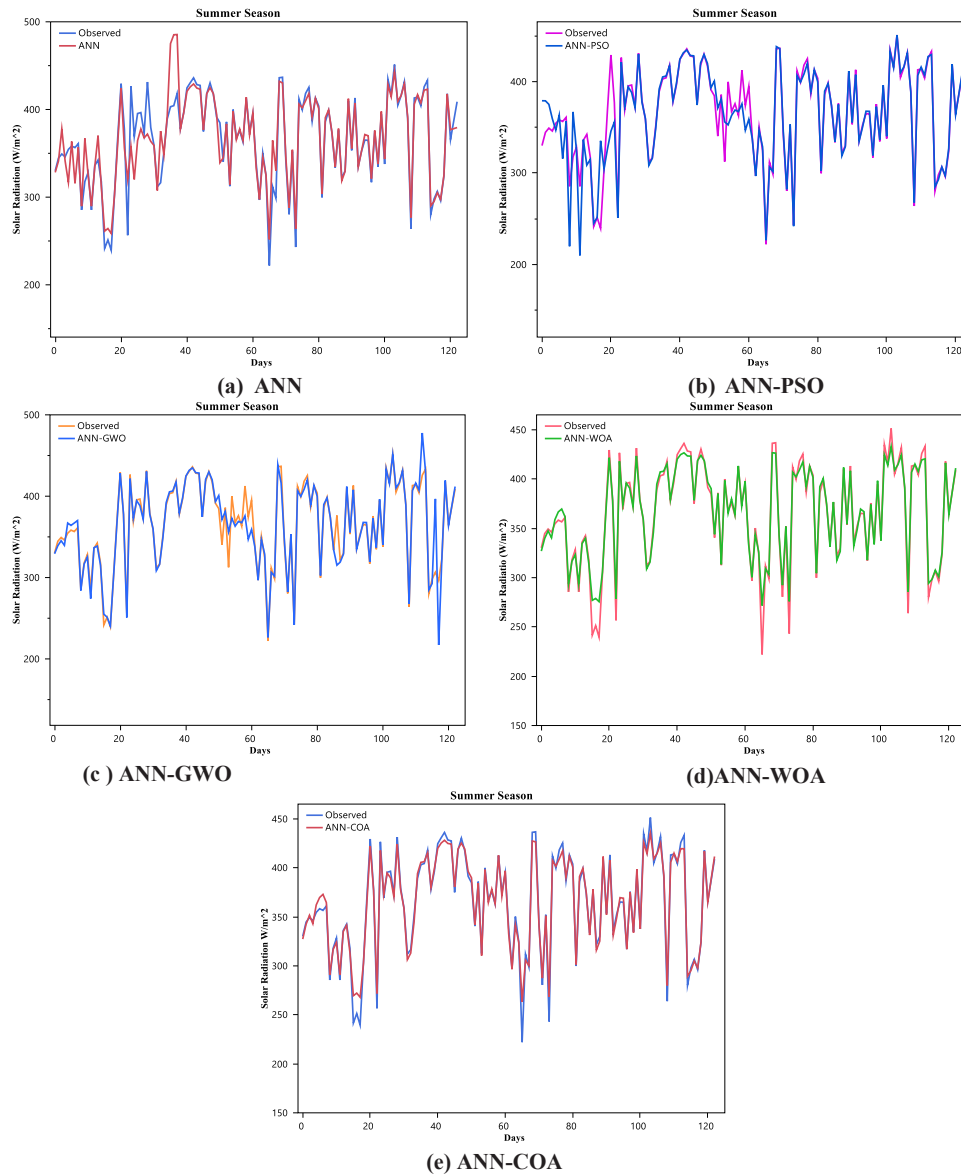 Summer Season
500
400
300
200
Solar Radiation (W/m^2)
Observed
ANN
0 20 40 60 80 100 120
Days
(a) ANN
Summer Season
400
300
200
Solar Radiation (W/m^2)
Observed
ANN-PSO
0 20 40 60 80 100 120
Days
(b) ANN-PSO
Summer Season
500
400
300
200
Solar Radiation (W/m^2)
Observed
ANN-GWO
0 20 40 60 80 100 120
Days
(c ) ANN-GWO
Summer Season
450
400
350
300
250
200
150
Solar Radiatio (W/m^2)
Observed
ANN-WOA
0 20 40 60 80 100 120
Days
(d)ANN-WOA
Summer Season
450
400
350
300
250
200
150
Solar Radiation W/m^2)
Observed
ANN-COA
0 20 40 60 80 100 120
Days
(e) ANN-COA